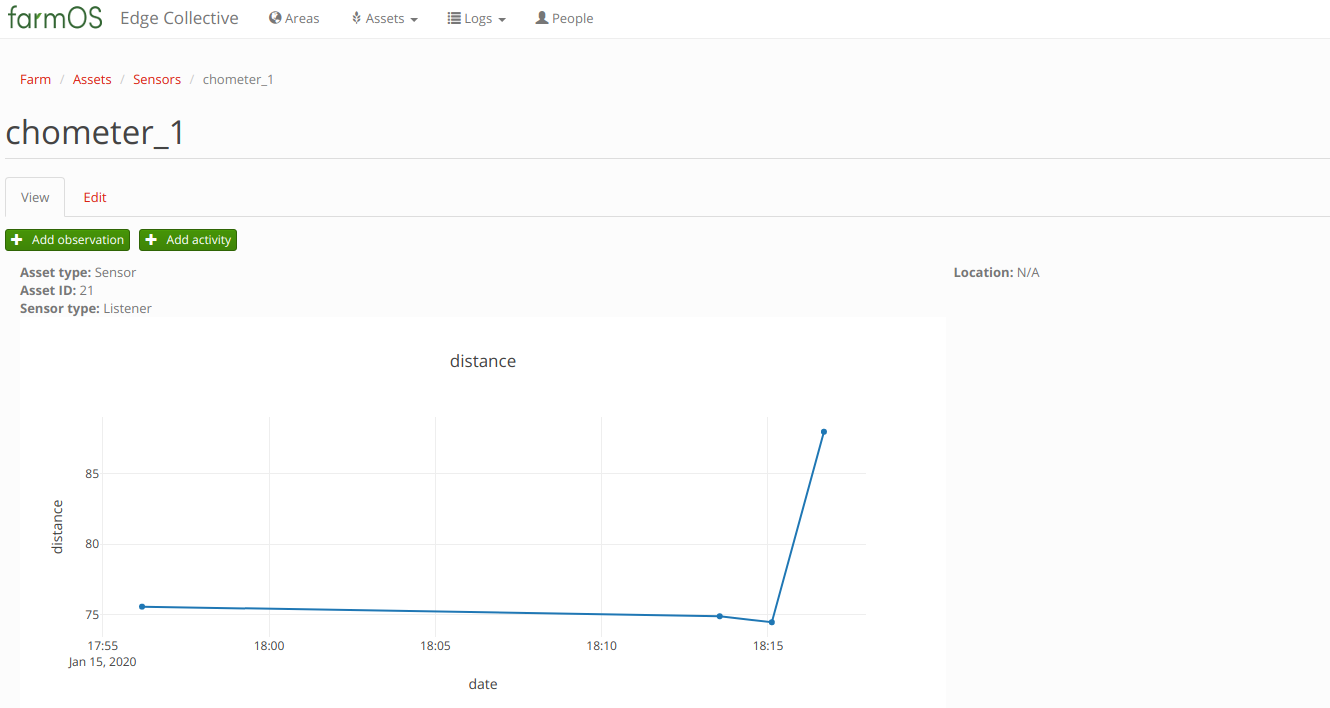 farmOS Edge Collective Areas Assets Logs People
Farm / Assets / Sensors / chometer_1
chometer_1
View Edit
Add observation Add activity
Asset type: Sensor Location: N/A
Asset ID: 21
Sensor type: Listener
distance
85
80
75
distance
17:55 18:00 18:05 18:10 18:15
Jan 15, 2020
date